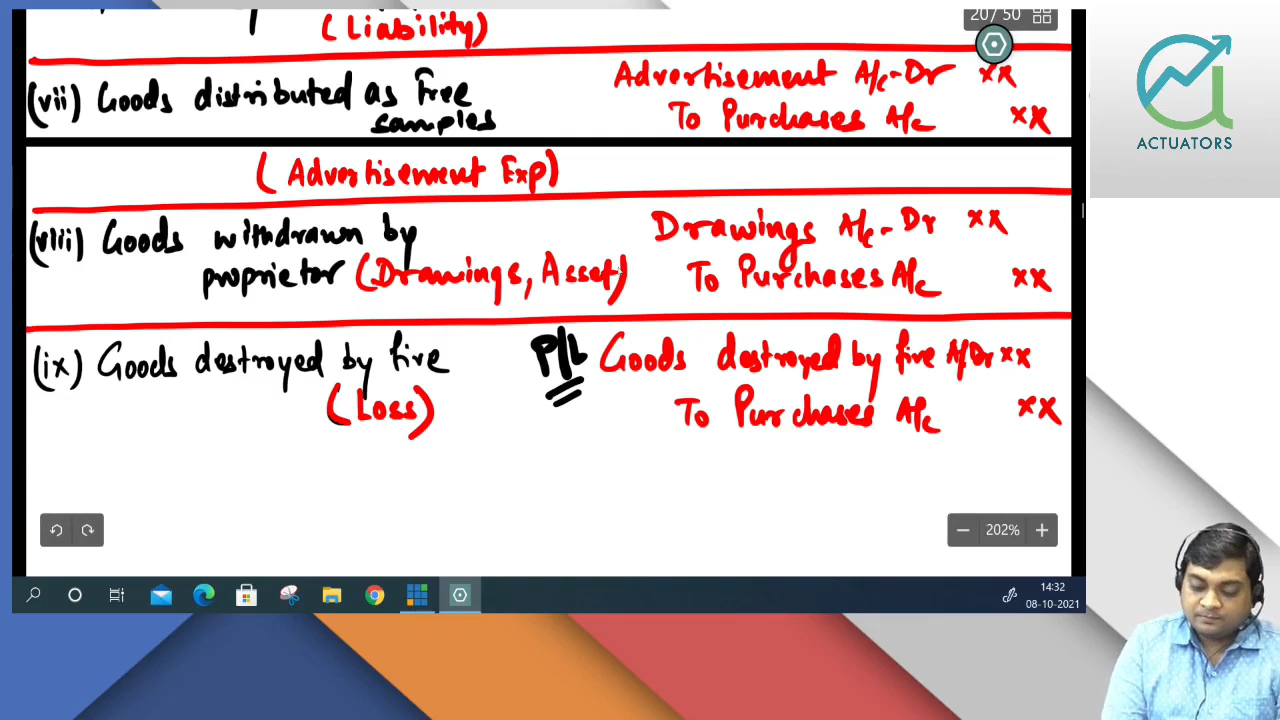 (Liability)
20/50
(vii) Goods distributed as Free samples
Advertisement A/c - Dr xx
To Purchases A/c xx
(Advertisement Exp)
(viii) Goods withdrawn by
proprietor (Drawings, Asset)
Drawings A/c - Dr xx
To Purchases A/c xx
(ix) Goods destroyed by fire
(Loss)
P/L
Goods destroyed by fire A/c Dr xx
To Purchases A/c xx
202%
14:32
08-10-2021
ACTUATORS